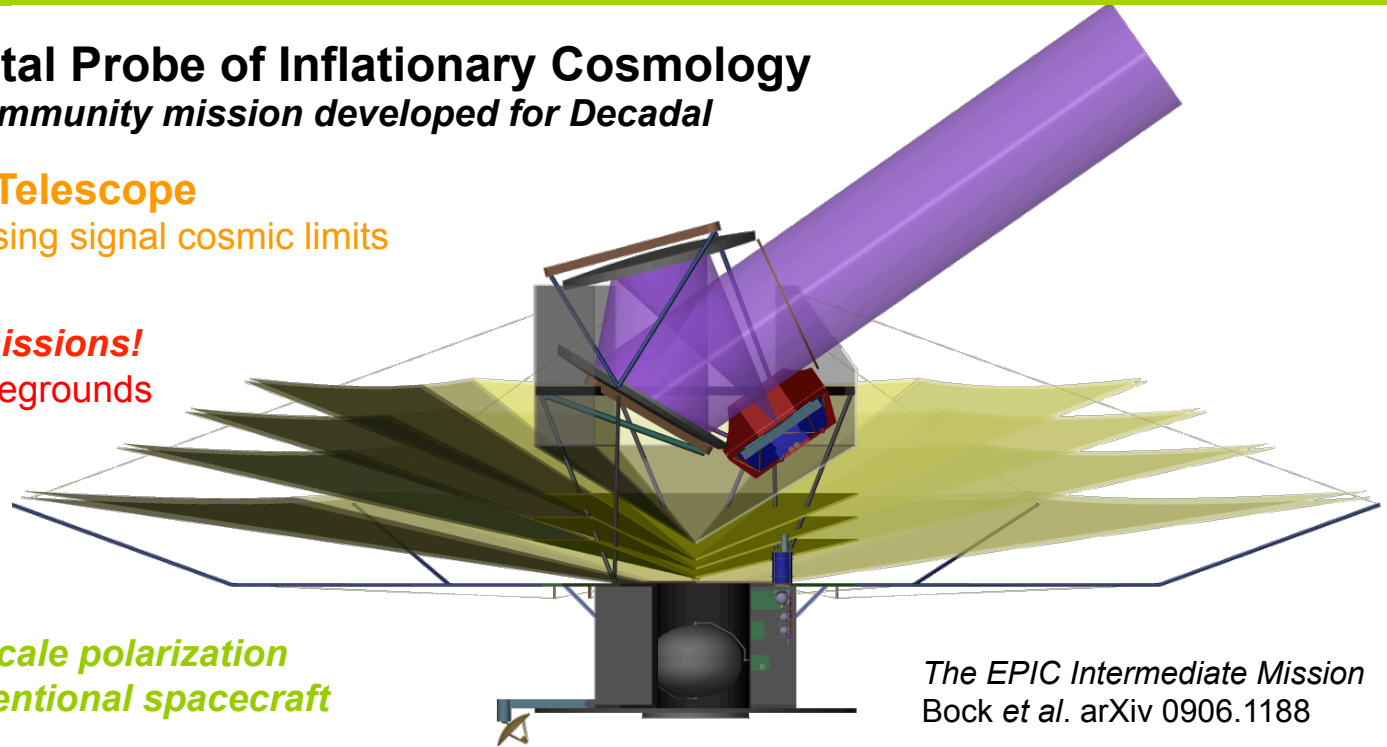 tal Probe of Inflationary Cosmology
mmunity mission developed for Decadal
Telescope
sing signal cosmic limits
issions!
egrounds
cale polarization
entional spacecraft
The EPIC Intermediate Mission
Bock et al. arXiv 0906.1188